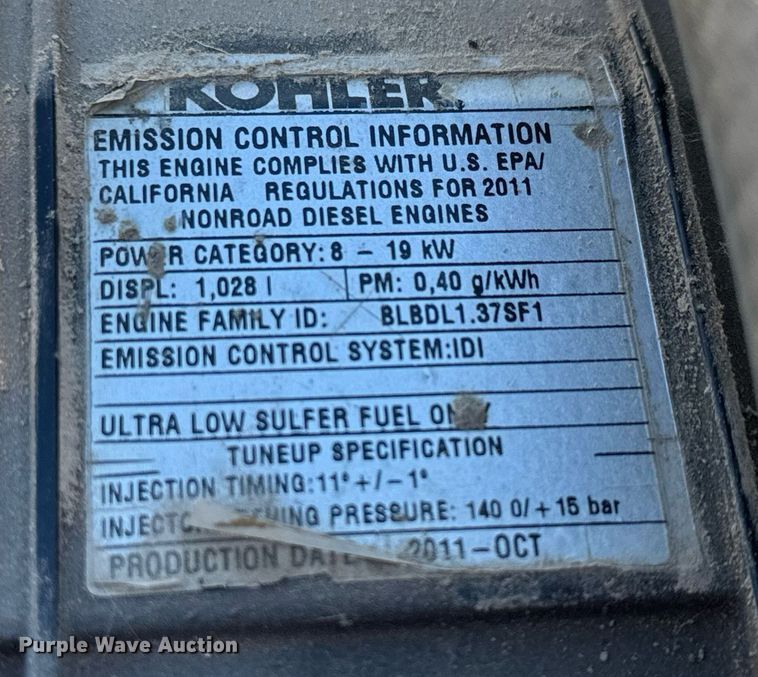 KOHLER
EMISSION CONTROL INFORMATION
THIS ENGINE COMPLIES WITH U.S. EPA/
CALIFORNIA REGULATIONS FOR 2011
NONROAD DIESEL ENGINES
POWER CATEGORY: 8 - 19 kW
DISPL: 1,028 l PM: 0,40 g/kWh
ENGINE FAMILY ID: BLBDL1.37SF1
EMISSION CONTROL SYSTEM:IDI
ULTRA LOW SULFER FUEL ONLY
TUNEUP SPECIFICATION
INJECTION TIMING:11° +/- 1°
PRESSURE: 140 0/ + 15 bar
PRODUCTION DATE 2011-OCT
Purple Wave Auction